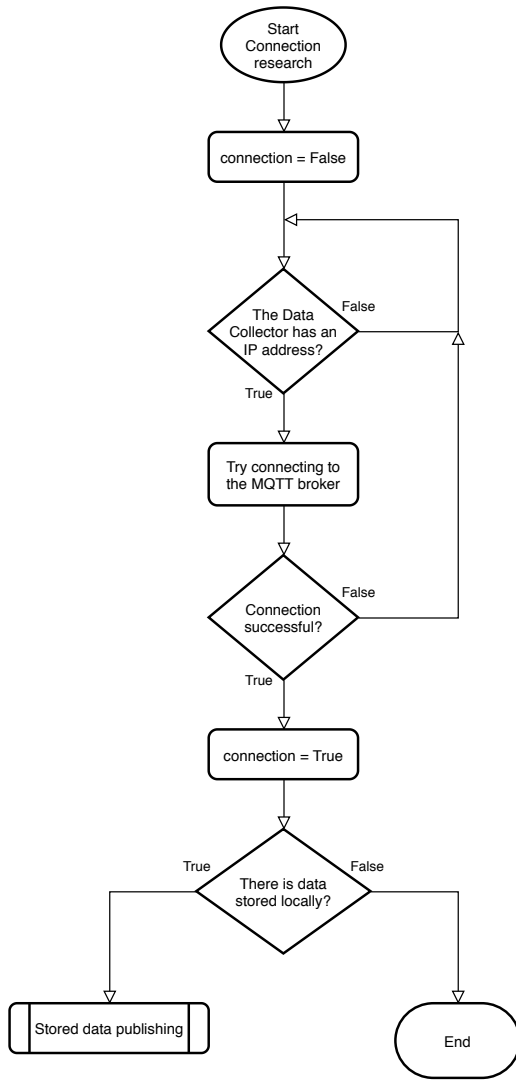 Start
Connection
research
connection = False
False
The Data
Collector has an
IP address?
True
Try connecting to
the MQTT broker
False
Connection
successful?
True
connection = True
True
False
There is data
stored locally?
Stored data publishing
End